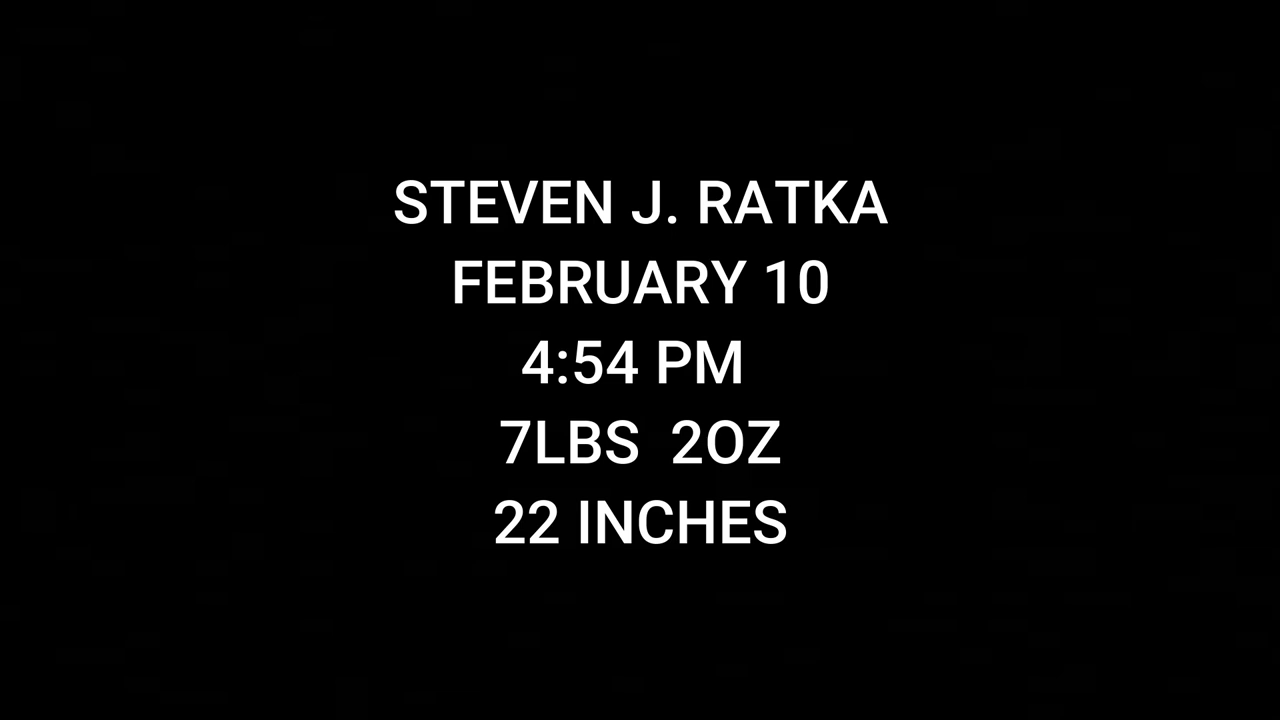 STEVEN J. RATKA
FEBRUARY 10
4:54 PM
7LBS  2OZ
22 INCHES